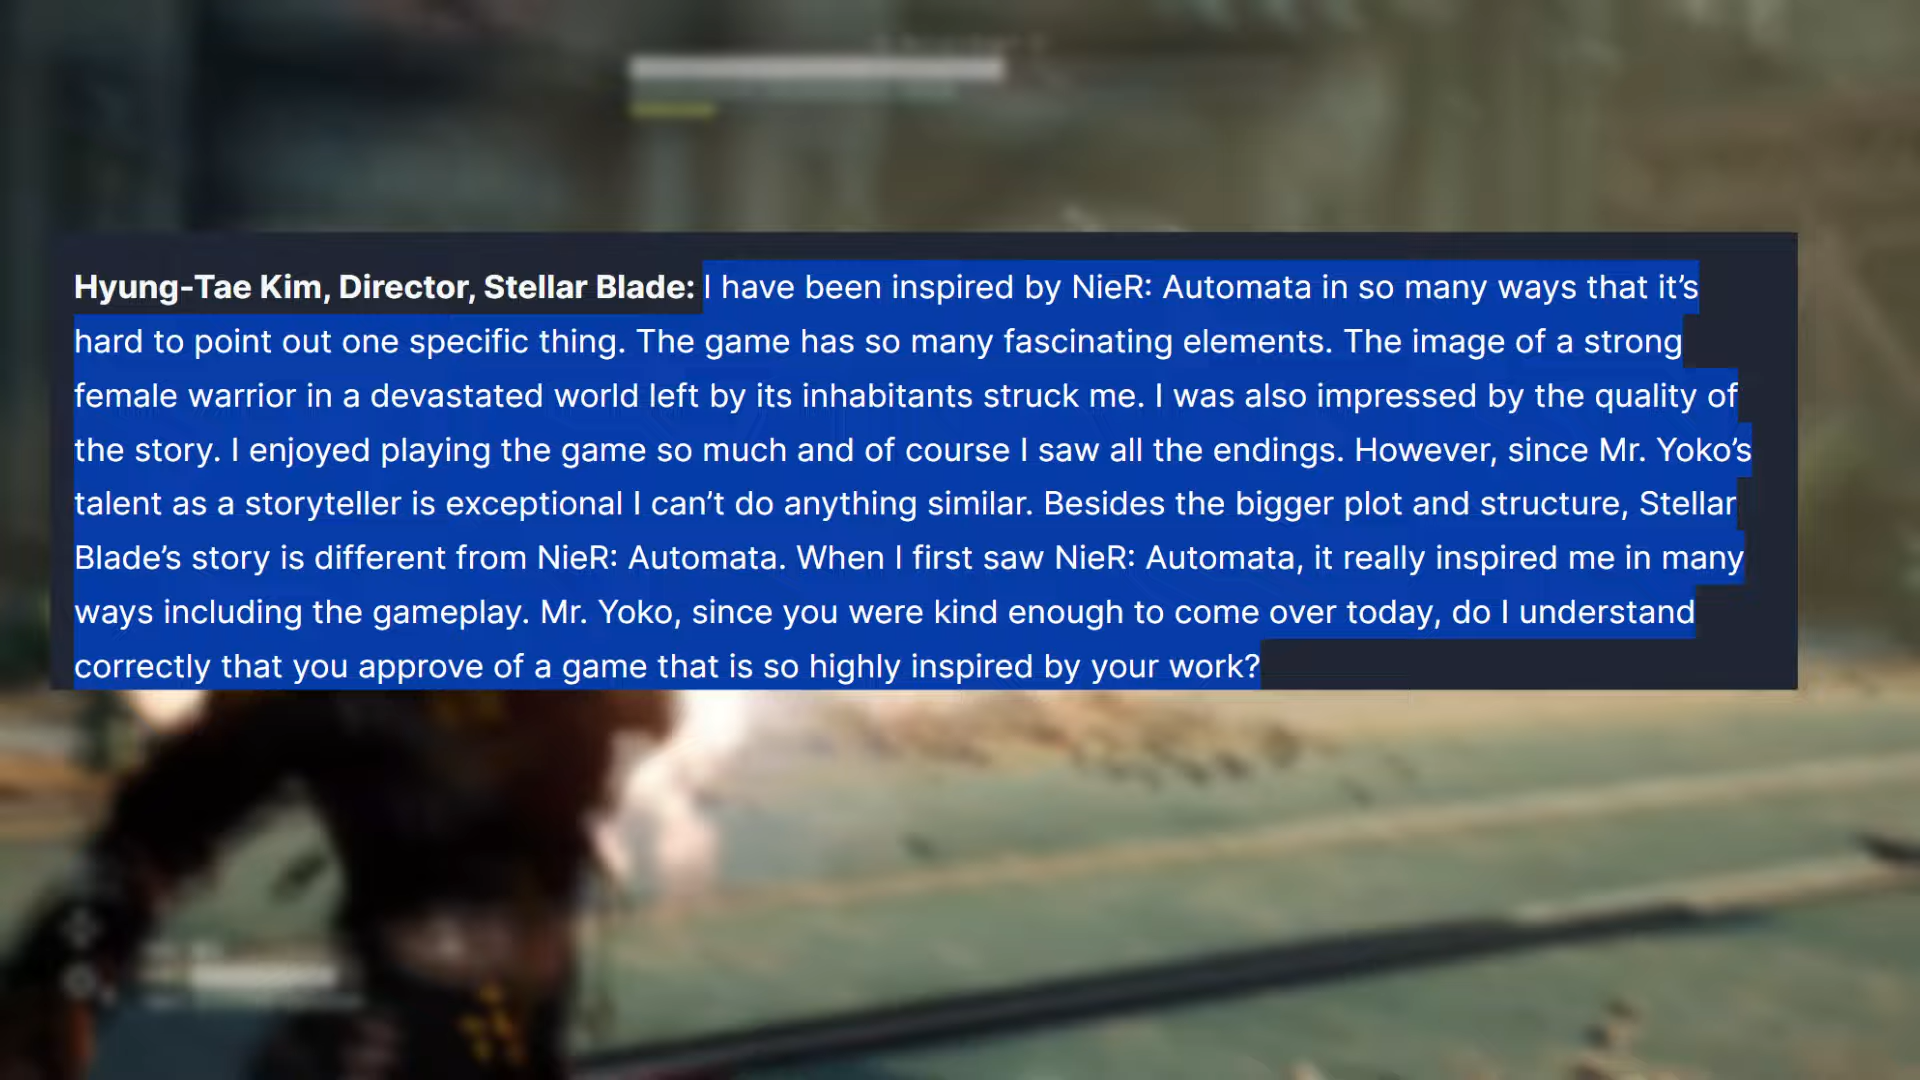 Hyung-Tae Kim, Director, Stellar Blade: I have been inspired by NieR: Automata in so many ways that it’s
hard to point out one specific thing. The game has so many fascinating elements. The image of a strong
female warrior in a devastated world left by its inhabitants struck me. I was also impressed by the quality of
the story. I enjoyed playing the game so much and of course I saw all the endings. However, since Mr. Yoko’s
talent as a storyteller is exceptional I can’t do anything similar. Besides the bigger plot and structure, Stellar
Blade’s story is different from NieR: Automata. When I first saw NieR: Automata, it really inspired me in many
ways including the gameplay. Mr. Yoko, since you were kind enough to come over today, do I understand
correctly that you approve of a game that is so highly inspired by your work?